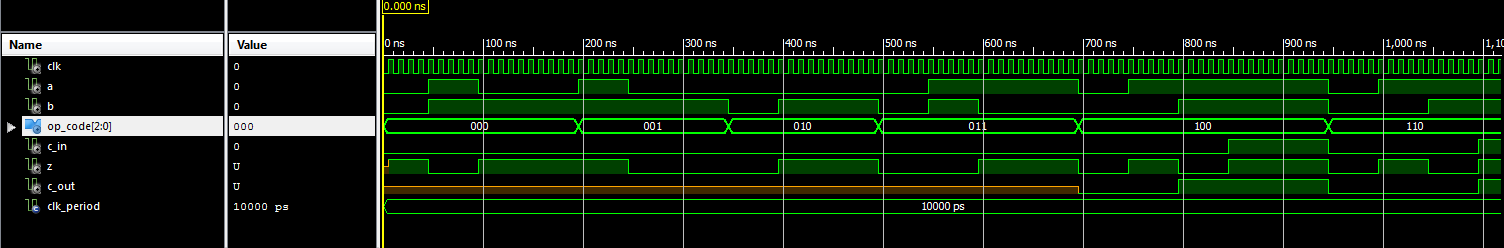 0.000 ns
Name Value 0 ns 100 ns 200 ns 300 ns 400 ns 500 ns 600 ns 700 ns 800 ns 900 ns 1,000 ns 1,10
clk 0
a 0
b 0
op_code[2:0] 000 000 001 010 011 100 110
c_in 0
z U
c_out U
clk_period 10000 ps 10000 ps